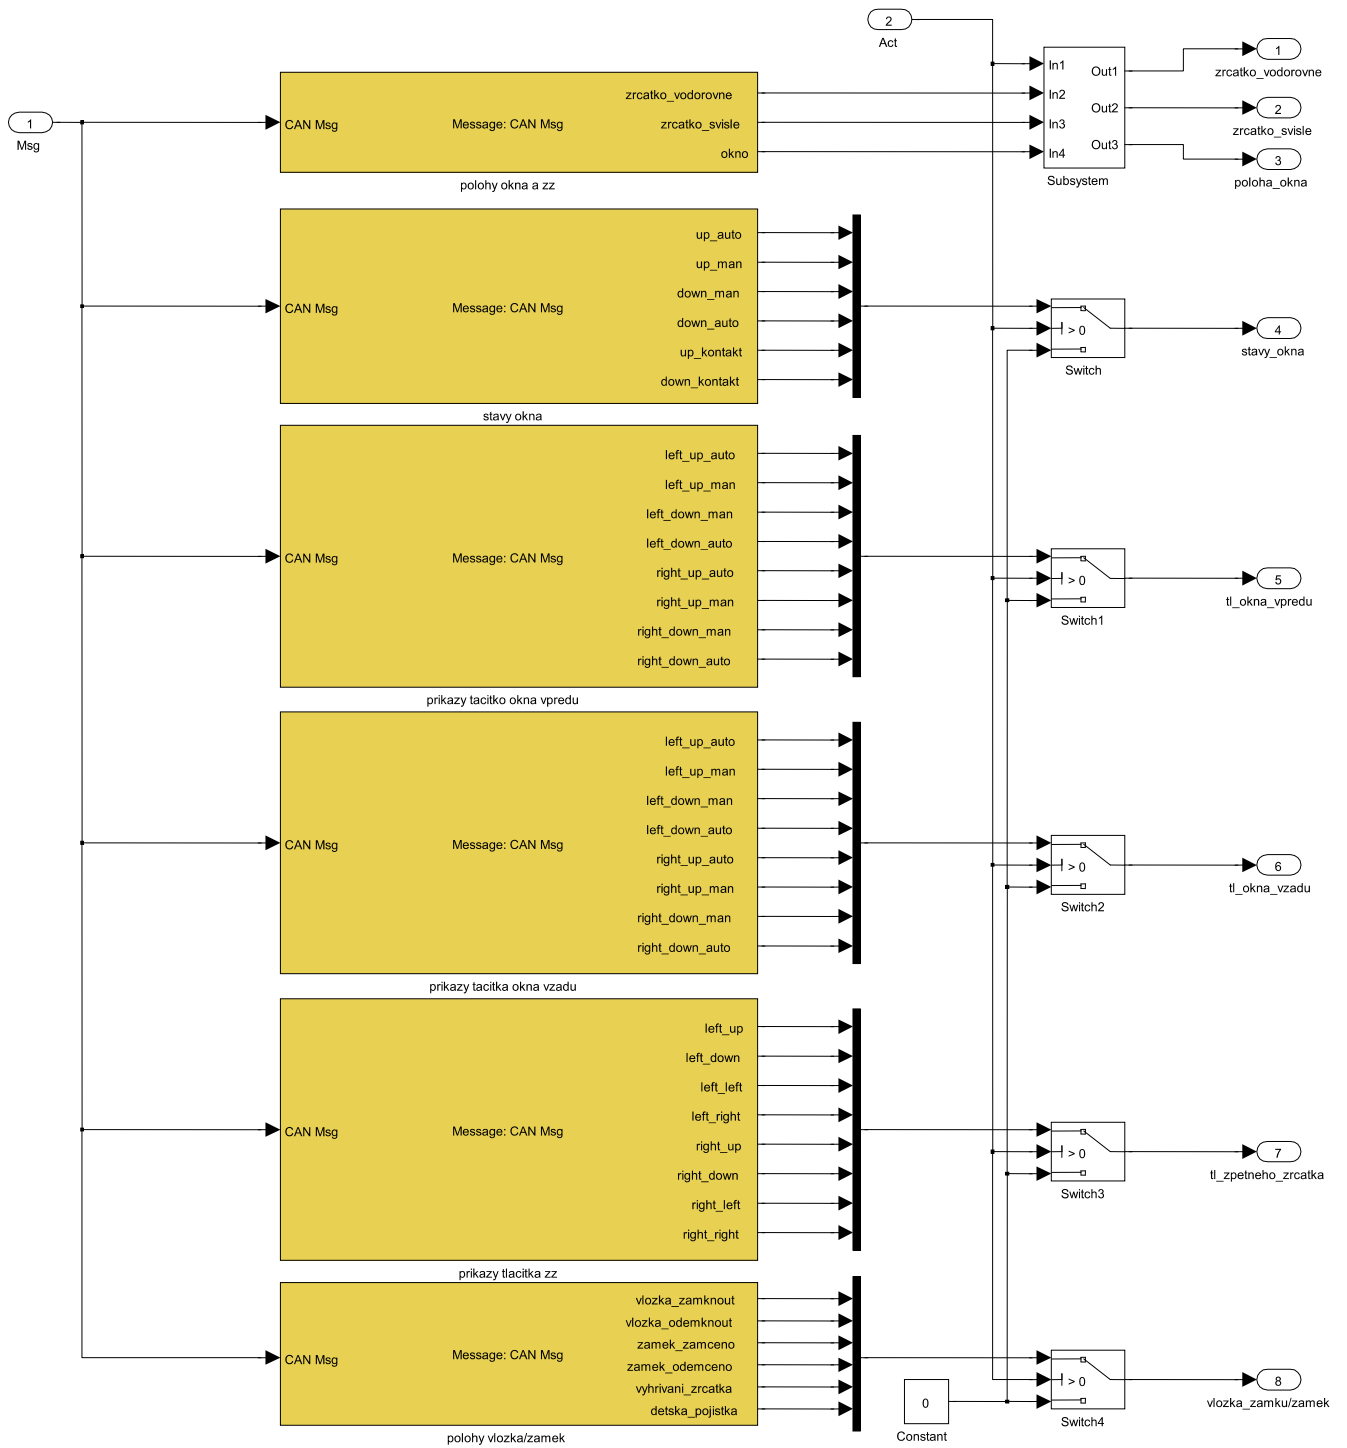 2
Act
1
Msg
CAN Msg
Message: CAN Msg
zrcatko_vodorovne
zrcatko_svisle
okno
polohy okna a zz
In1
In2
In3
In4
Out1
Out2
Out3
Subsystem
1
zrcatko_vodorovne
2
zrcatko_svisle
3
poloha_okna
CAN Msg
Message: CAN Msg
up_auto
up_man
down_man
down_auto
up_kontakt
down_kontakt
stavy okna
> 0
Switch
4
stavy_okna
CAN Msg
Message: CAN Msg
left_up_auto
left_up_man
left_down_man
left_down_auto
right_up_auto
right_up_man
right_down_man
right_down_auto
prikazy tacitko okna vpredu
> 0
Switch1
5
tl_okna_vpredu
CAN Msg
Message: CAN Msg
left_up_auto
left_up_man
left_down_man
left_down_auto
right_up_auto
right_up_man
right_down_man
right_down_auto
prikazy tacitka okna vzadu
> 0
Switch2
6
tl_okna_vzadu
CAN Msg
Message: CAN Msg
left_up
left_down
left_left
left_right
right_up
right_down
right_left
right_right
prikazy tlacitka zz
> 0
Switch3
7
tl_zpetneho_zrcatka
CAN Msg
Message: CAN Msg
vlozka_zamknout
vlozka_odemknout
zamek_zamceno
zamek_odemceno
vyhrivani_zrcatka
detska_pojistka
polohy vlozka/zamek
0
Constant
> 0
Switch4
8
vlozka_zamku/zamek